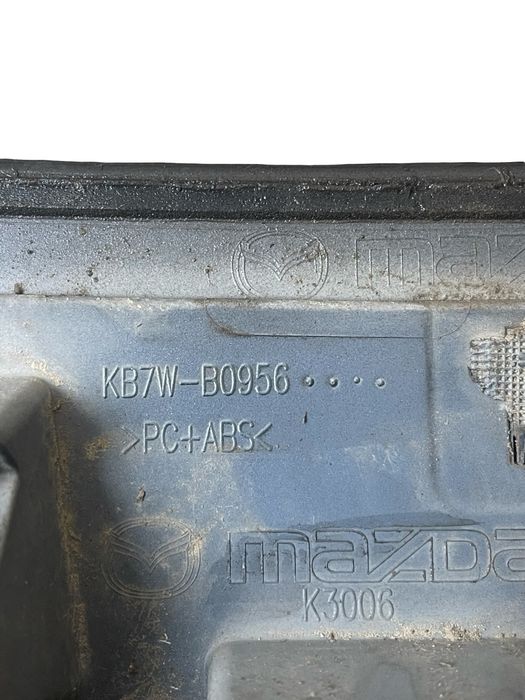 mazda
KB7W-B0956
>PC+ABS<
mazda
K3006